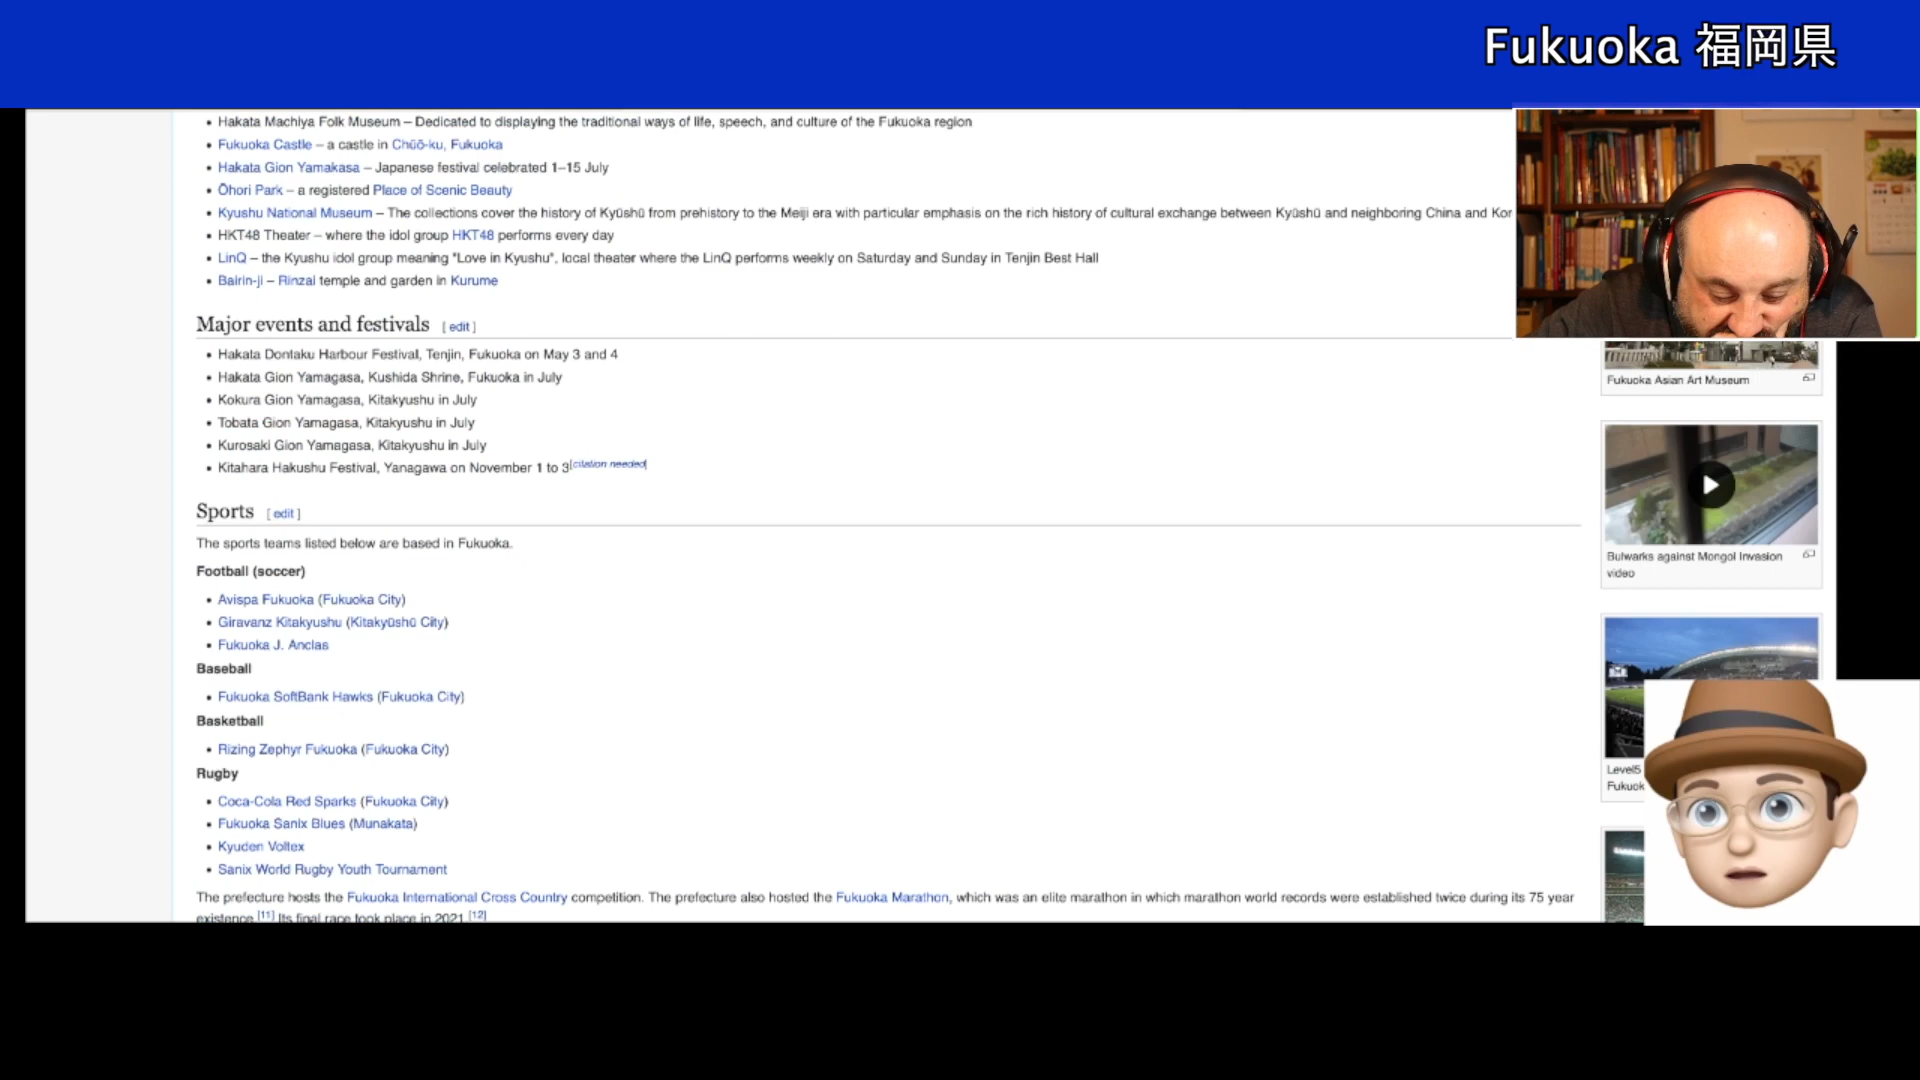 Fukuoka 福岡県
Hakata Machiya Folk Museum – Dedicated to displaying the traditional ways of life, speech, and culture of the Fukuoka region
Fukuoka Castle – a castle in Chūō-ku, Fukuoka
Hakata Gion Yamakasa – Japanese festival celebrated 1–15 July
Ōhori Park – a registered Place of Scenic Beauty
Kyushu National Museum – The collections cover the history of Kyūshū from prehistory to the Meiji era with particular emphasis on the rich history of cultural exchange between Kyūshū and neighboring China and Kor
HKT48 Theater – where the idol group HKT48 performs every day
LinQ – the Kyushu idol group meaning "Love in Kyushu", local theater where the LinQ performs weekly on Saturday and Sunday in Tenjin Best Hall
Bairin-ji – Rinzai temple and garden in Kurume
Major events and festivals [ edit ]
Hakata Dontaku Harbour Festival, Tenjin, Fukuoka on May 3 and 4
Hakata Gion Yamagasa, Kushida Shrine, Fukuoka in July
Kokura Gion Yamagasa, Kitakyushu in July
Tobata Gion Yamagasa, Kitakyushu in July
Kurosaki Gion Yamagasa, Kitakyushu in July
Kitahara Hakushu Festival, Yanagawa on November 1 to 3[citation needed]
Sports [ edit ]
The sports teams listed below are based in Fukuoka.
Football (soccer)
Avispa Fukuoka (Fukuoka City)
Giravanz Kitakyushu (Kitakyūshū City)
Fukuoka J. Anclas
Baseball
Fukuoka SoftBank Hawks (Fukuoka City)
Basketball
Rizing Zephyr Fukuoka (Fukuoka City)
Rugby
Coca-Cola Red Sparks (Fukuoka City)
Fukuoka Sanix Blues (Munakata)
Kyuden Voltex
Sanix World Rugby Youth Tournament
The prefecture hosts the Fukuoka International Cross Country competition. The prefecture also hosted the Fukuoka Marathon, which was an elite marathon in which marathon world records were established twice during its 75 year
existence.[11] Its final race took place in 2021.[12]
Fukuoka Asian Art Museum
Bulwarks against Mongol Invasion
video
Level5
Fukuok